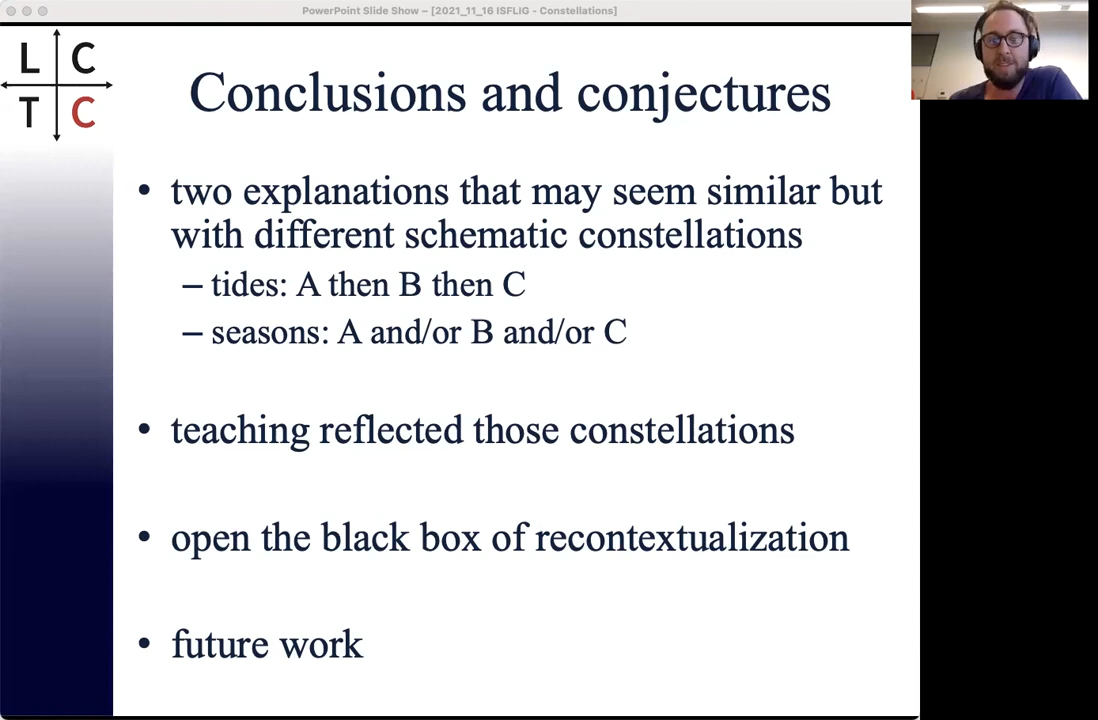 PowerPoint Slide Show – [2021_11_16 ISFLIG - Constellations]
L C
T C
Conclusions and conjectures
• two explanations that may seem similar but
with different schematic constellations
– tides: A then B then C
– seasons: A and/or B and/or C
• teaching reflected those constellations
• open the black box of recontextualization
• future work